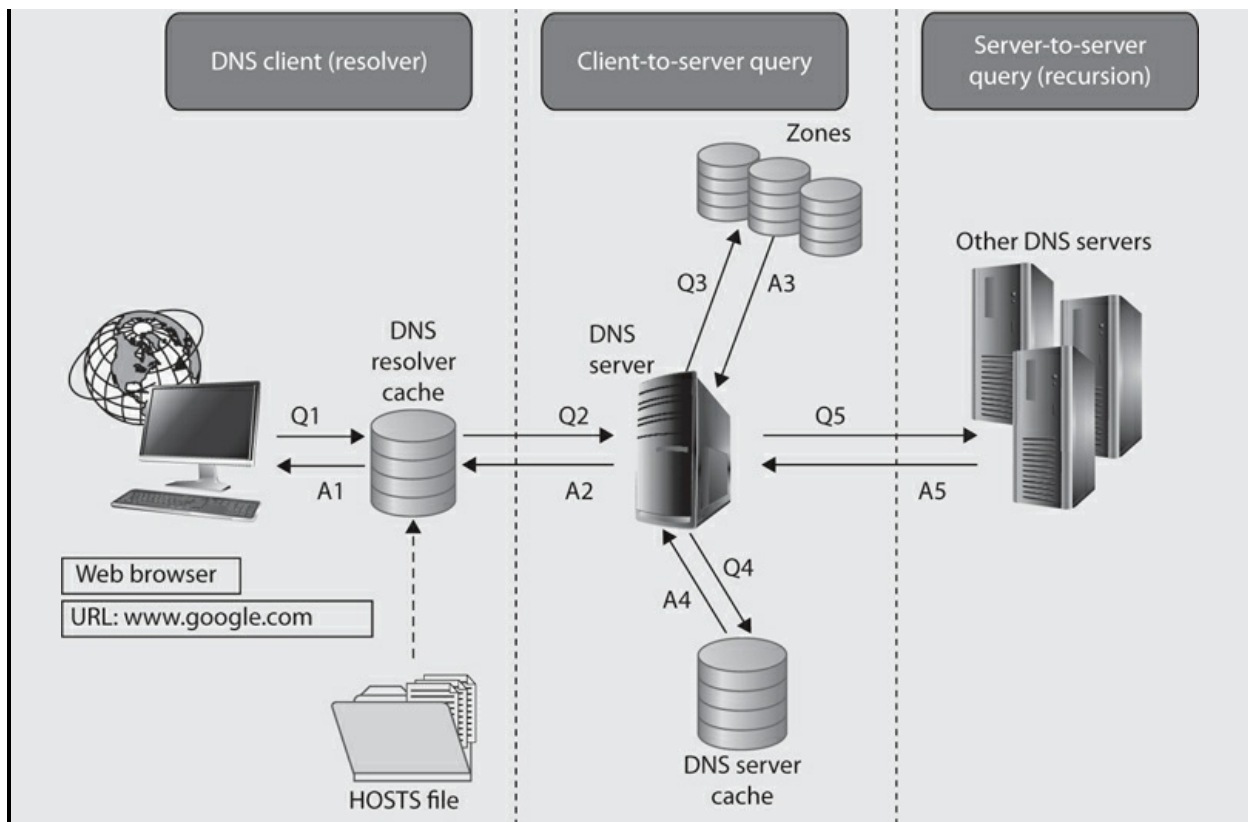 DNS client (resolver)
Client-to-server query
Server-to-server
query (recursion)
Zones
Other DNS servers
Q3
A3
DNS
resolver
cache
DNS
server
Q1
Q2
Q5
A1
A2
A5
Q4
A4
Web browser
URL: www.google.com
DNS server
cache
HOSTS file